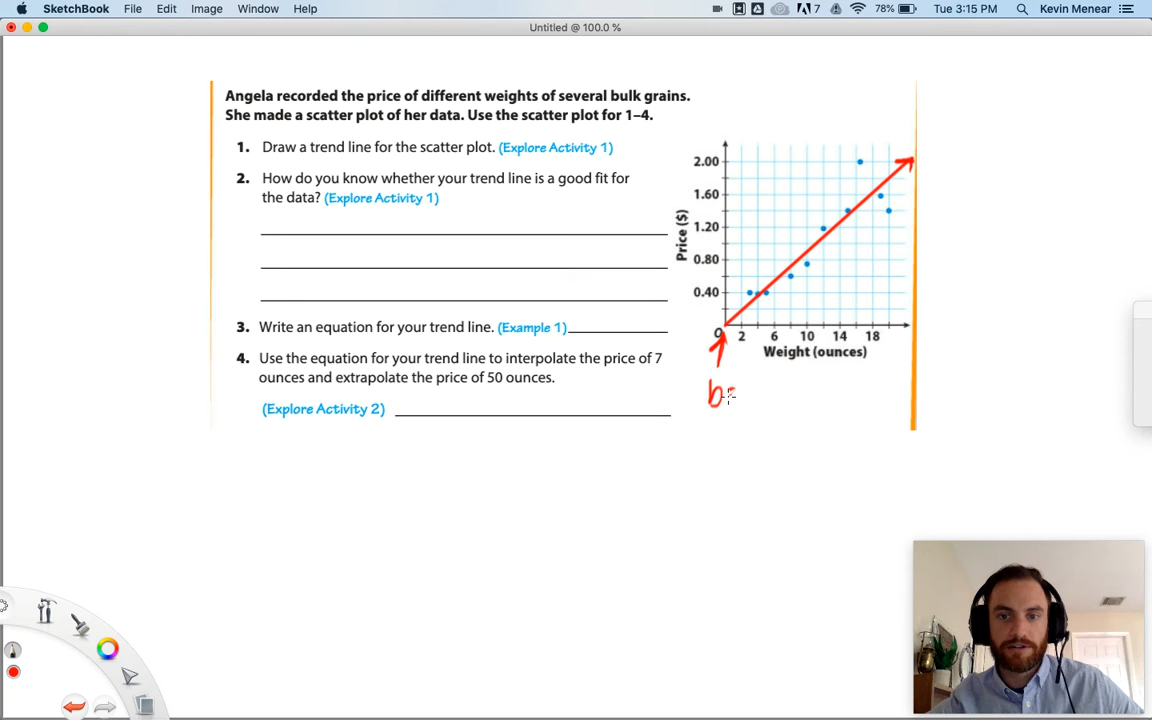 SketchBook File Edit Image Window Help 7 78% Tue 3:15 PM Kevin Menear
Untitled @ 100.0 %
Angela recorded the price of different weights of several bulk grains.
She made a scatter plot of her data. Use the scatter plot for 1–4.
1. Draw a trend line for the scatter plot. (Explore Activity 1)
2. How do you know whether your trend line is a good fit for
the data? (Explore Activity 1)
3. Write an equation for your trend line. (Example 1)
4. Use the equation for your trend line to interpolate the price of 7
ounces and extrapolate the price of 50 ounces.
(Explore Activity 2)
Price ($)
2.00
1.60
1.20
0.80
0.40
O 2 6 10 14 18
Weight (ounces)
b=